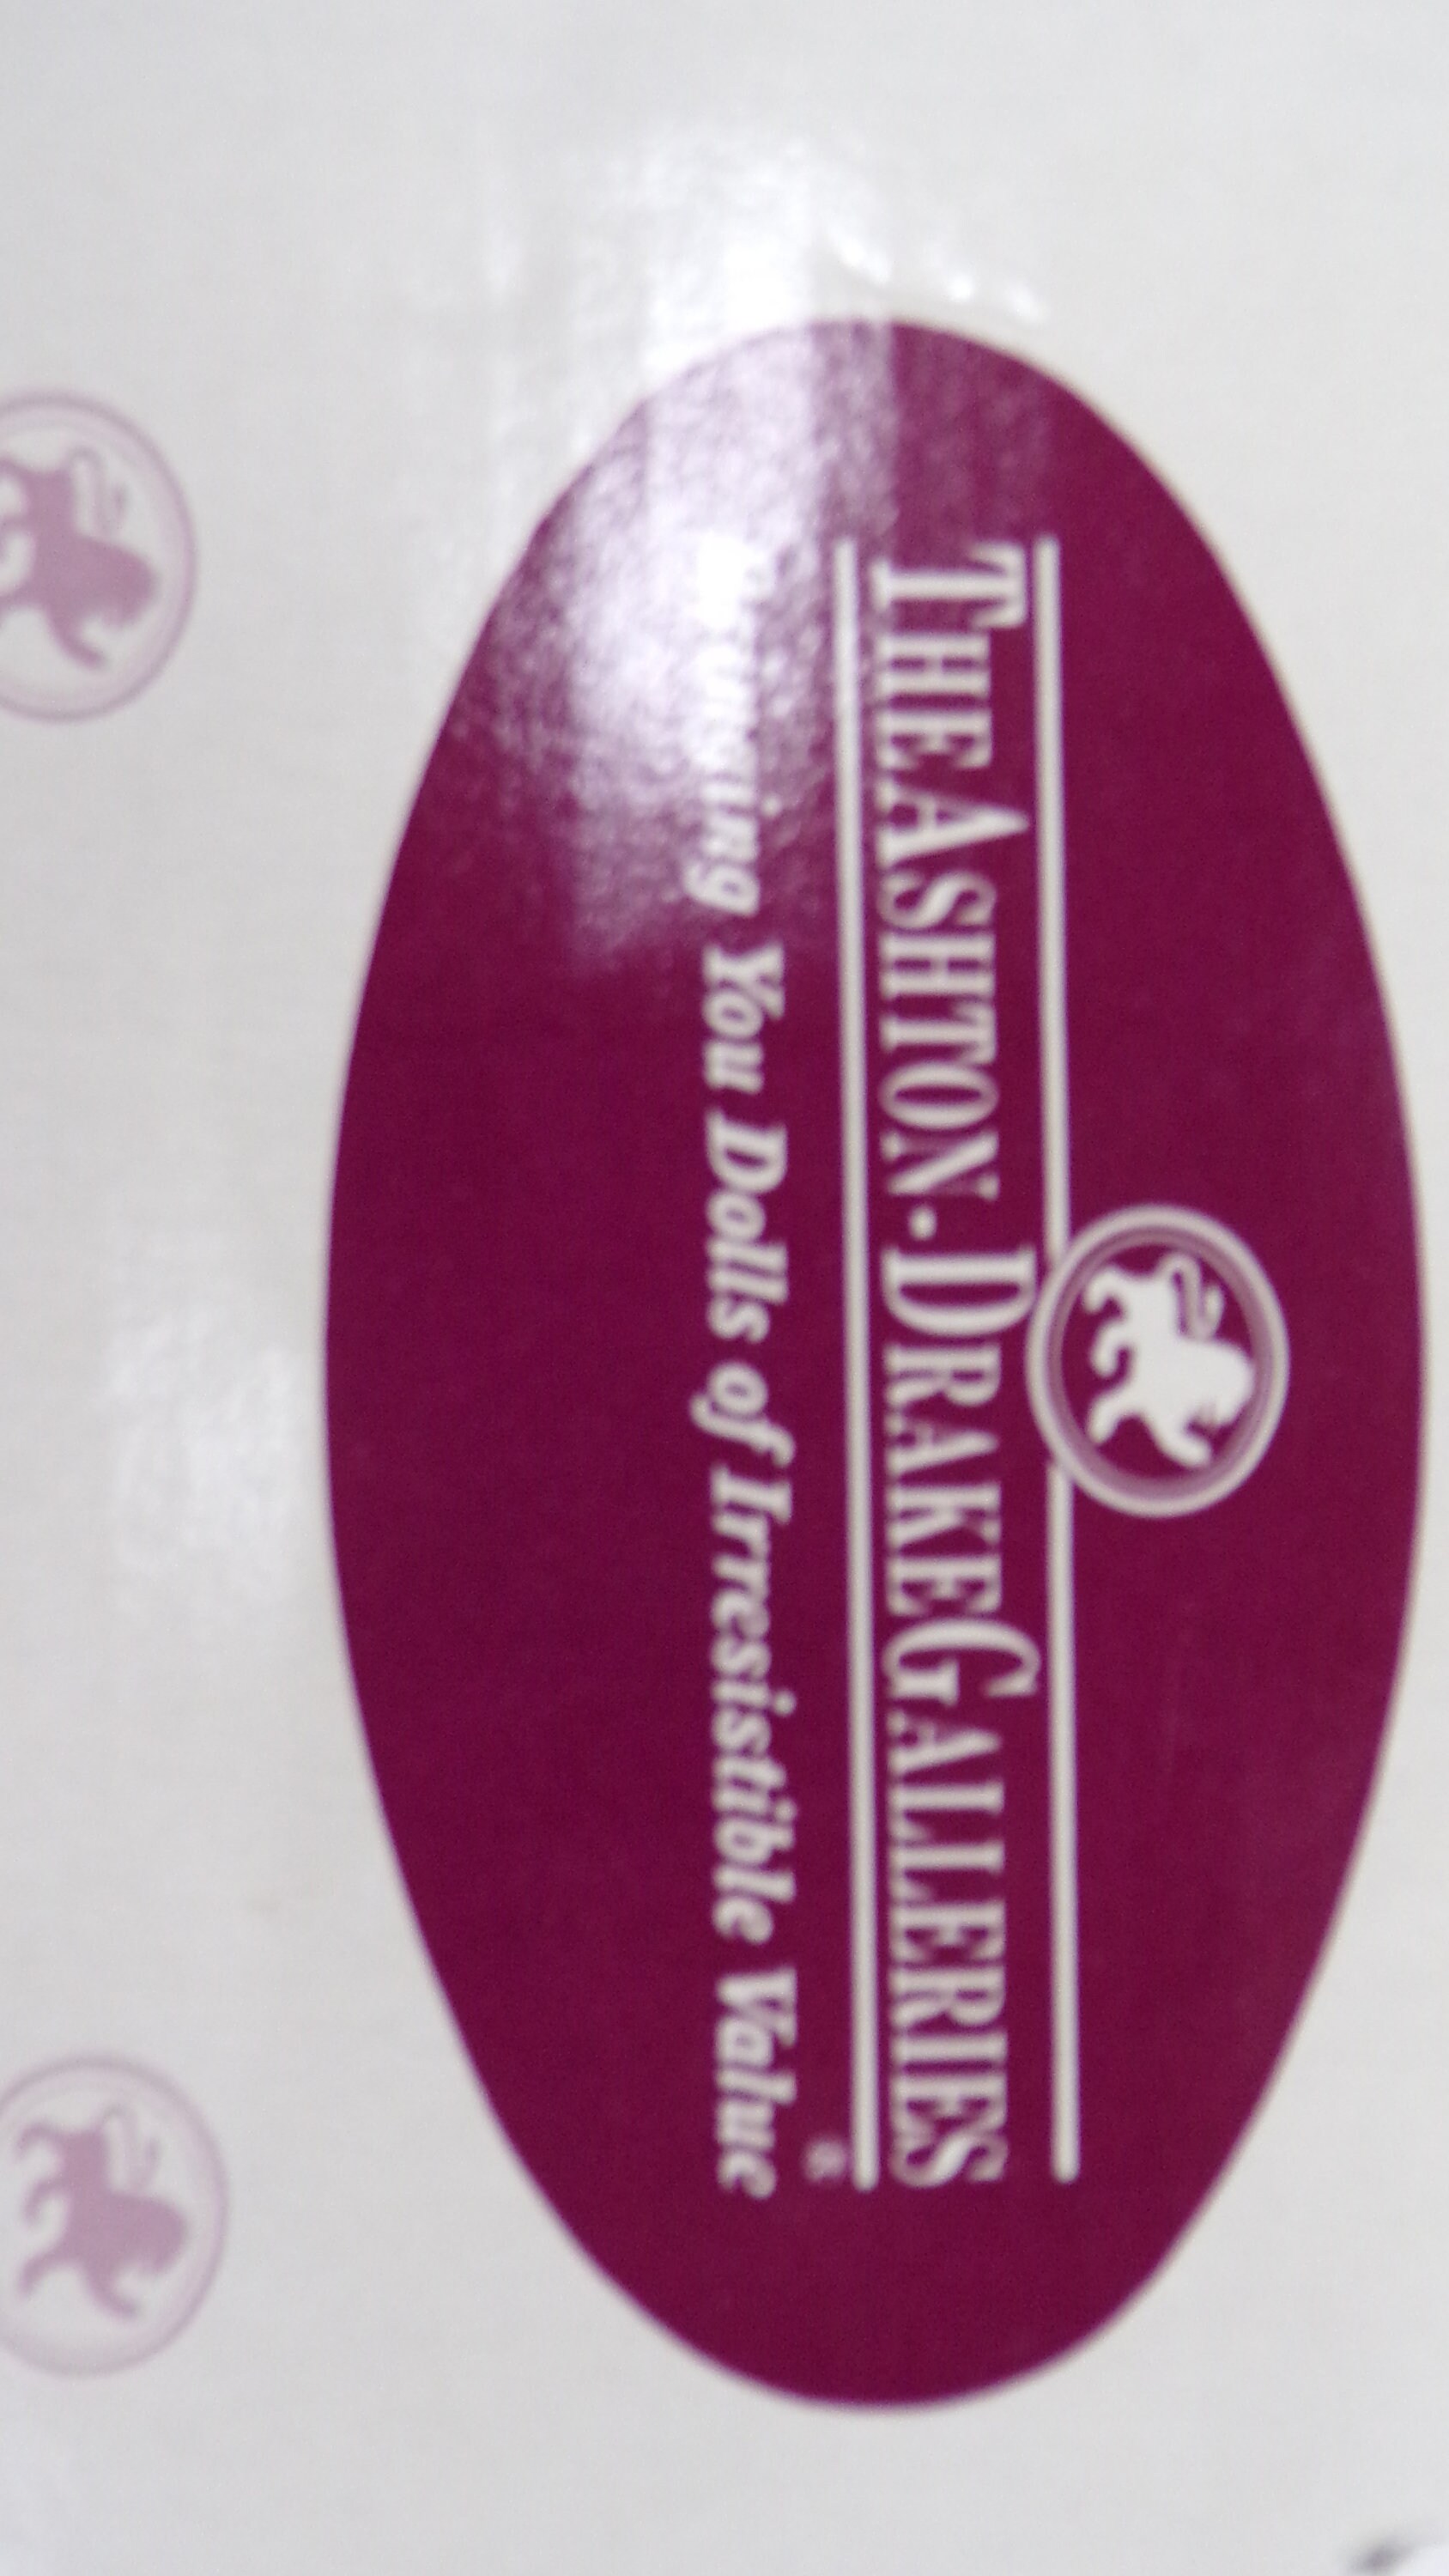 THE ASHTON·DRAKE GALLERIES
®
You Dolls of Irresistible Value